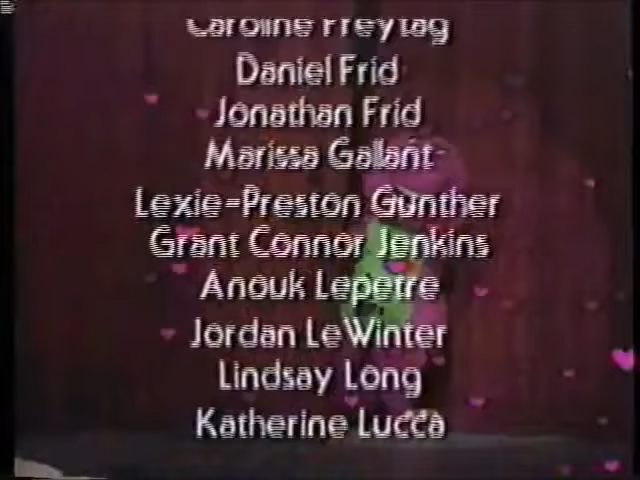 Caroline Freytag
Daniel Frid
Jonathan Frid
Marissa Gallant
Lexie-Preston Gunther
Grant Connor Jenkins
Anouk Lepetre
Jordan LeWinter
Lindsay Long
Katherine Lucca